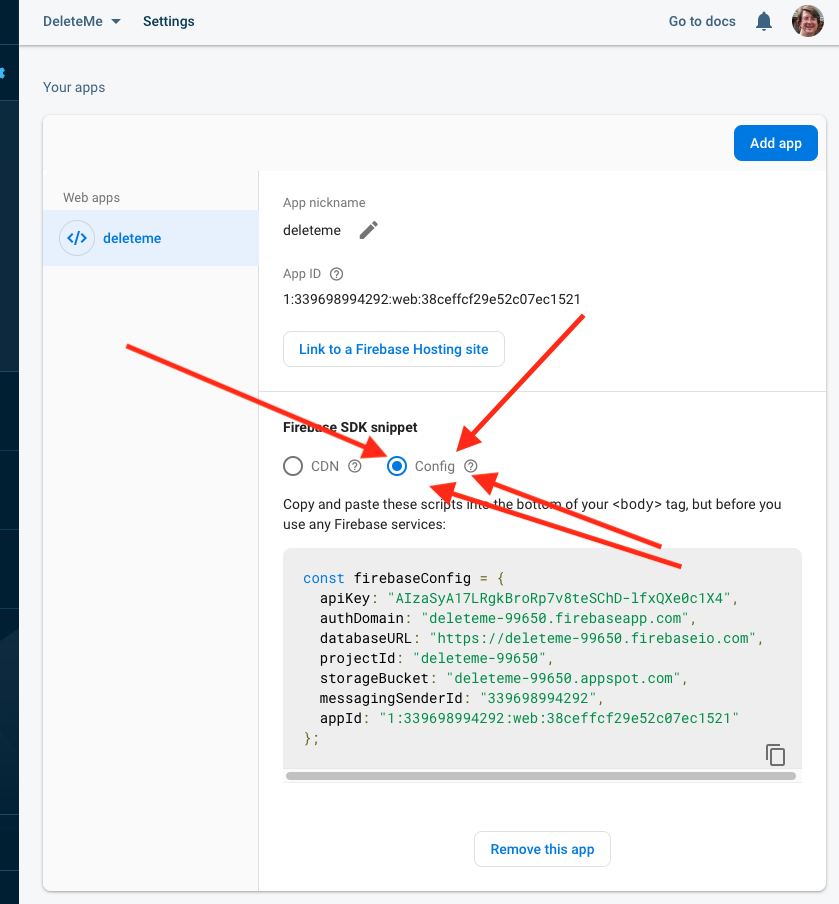 DeleteMe Settings Go to docs
Your apps
Add app
Web apps
deleteme
App nickname
deleteme
App ID
1:339698994292:web:38ceffcf29e52c07ec1521
Link to a Firebase Hosting site
Firebase SDK snippet
CDN Config
Copy and paste these scripts into the bottom of your <body> tag, but before you
use any Firebase services:
const firebaseConfig = {
apiKey: "AIzaSyA17LRgkBroRp7v8teSChD-lfxQXe0c1X4",
authDomain: "deleteme-99650.firebaseapp.com",
databaseURL: "https://deleteme-99650.firebaseio.com",
projectId: "deleteme-99650",
storageBucket: "deleteme-99650.appspot.com",
messagingSenderId: "339698994292",
appId: "1:339698994292:web:38ceffcf29e52c07ec1521"
};
Remove this app